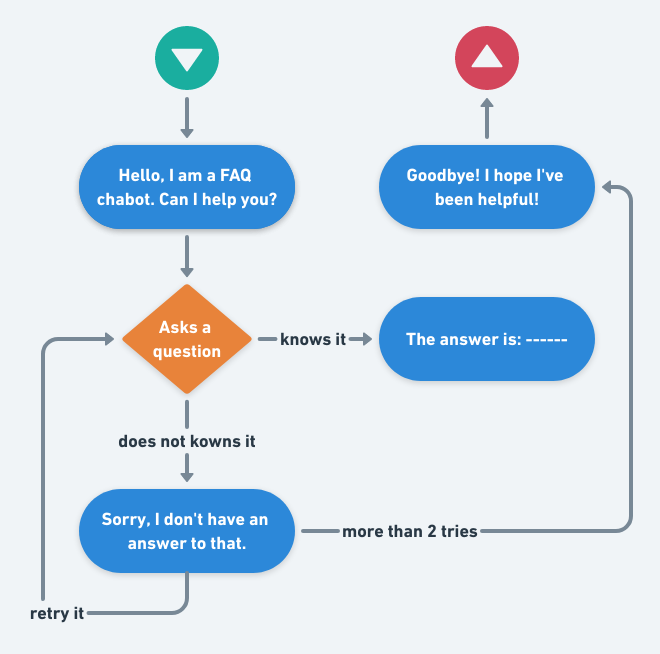 Hello, I am a FAQ
chabot. Can I help you?
Goodbye! I hope I've
been helpful!
Asks a
question
knows it
The answer is: ------
does not kowns it
Sorry, I don't have an
answer to that.
more than 2 tries
retry it